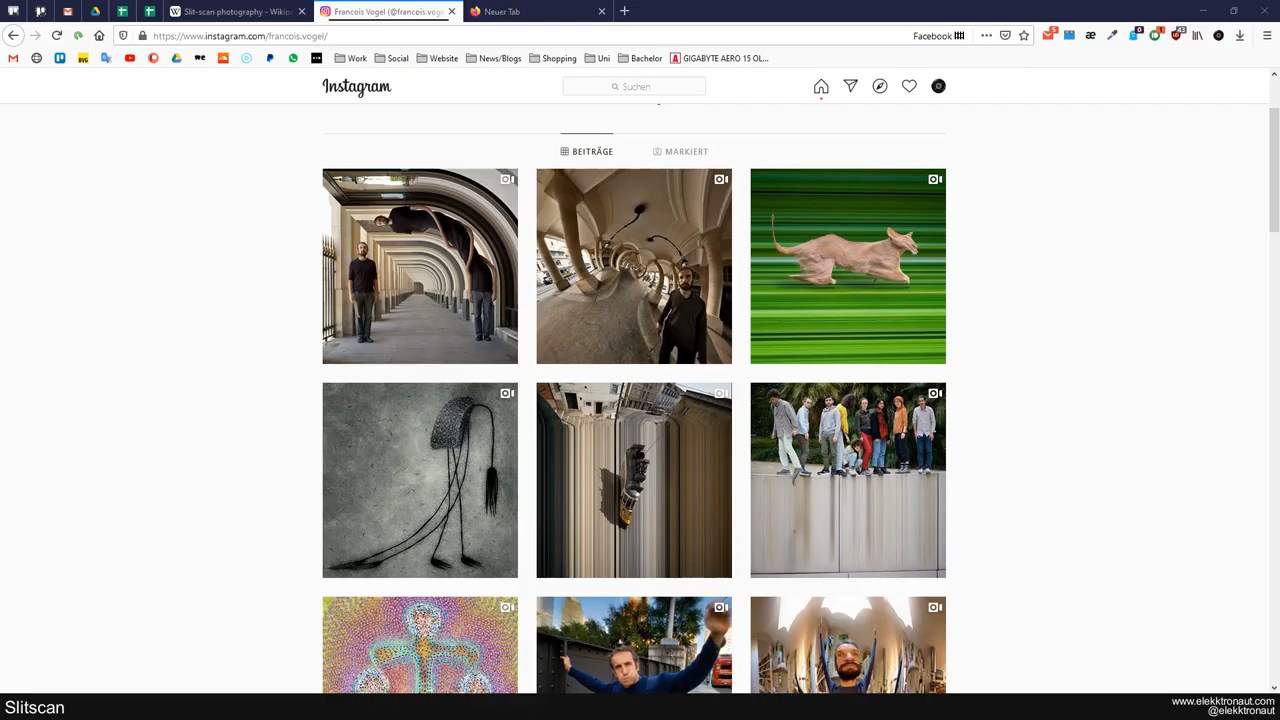 Slit-scan photography - Wikip
Francois Vogel (@francois.voge
Neuer Tab
https://www.instagram.com/francois.vogel/
Facebook
Work
Social
Website
News/Blogs
Shopping
Uni
Bachelor
GIGABYTE AERO 15 OL...
Instagram
Suchen
BEITRÄGE
MARKIERT
Slitscan
www.elekktronaut.com
@elekktronaut